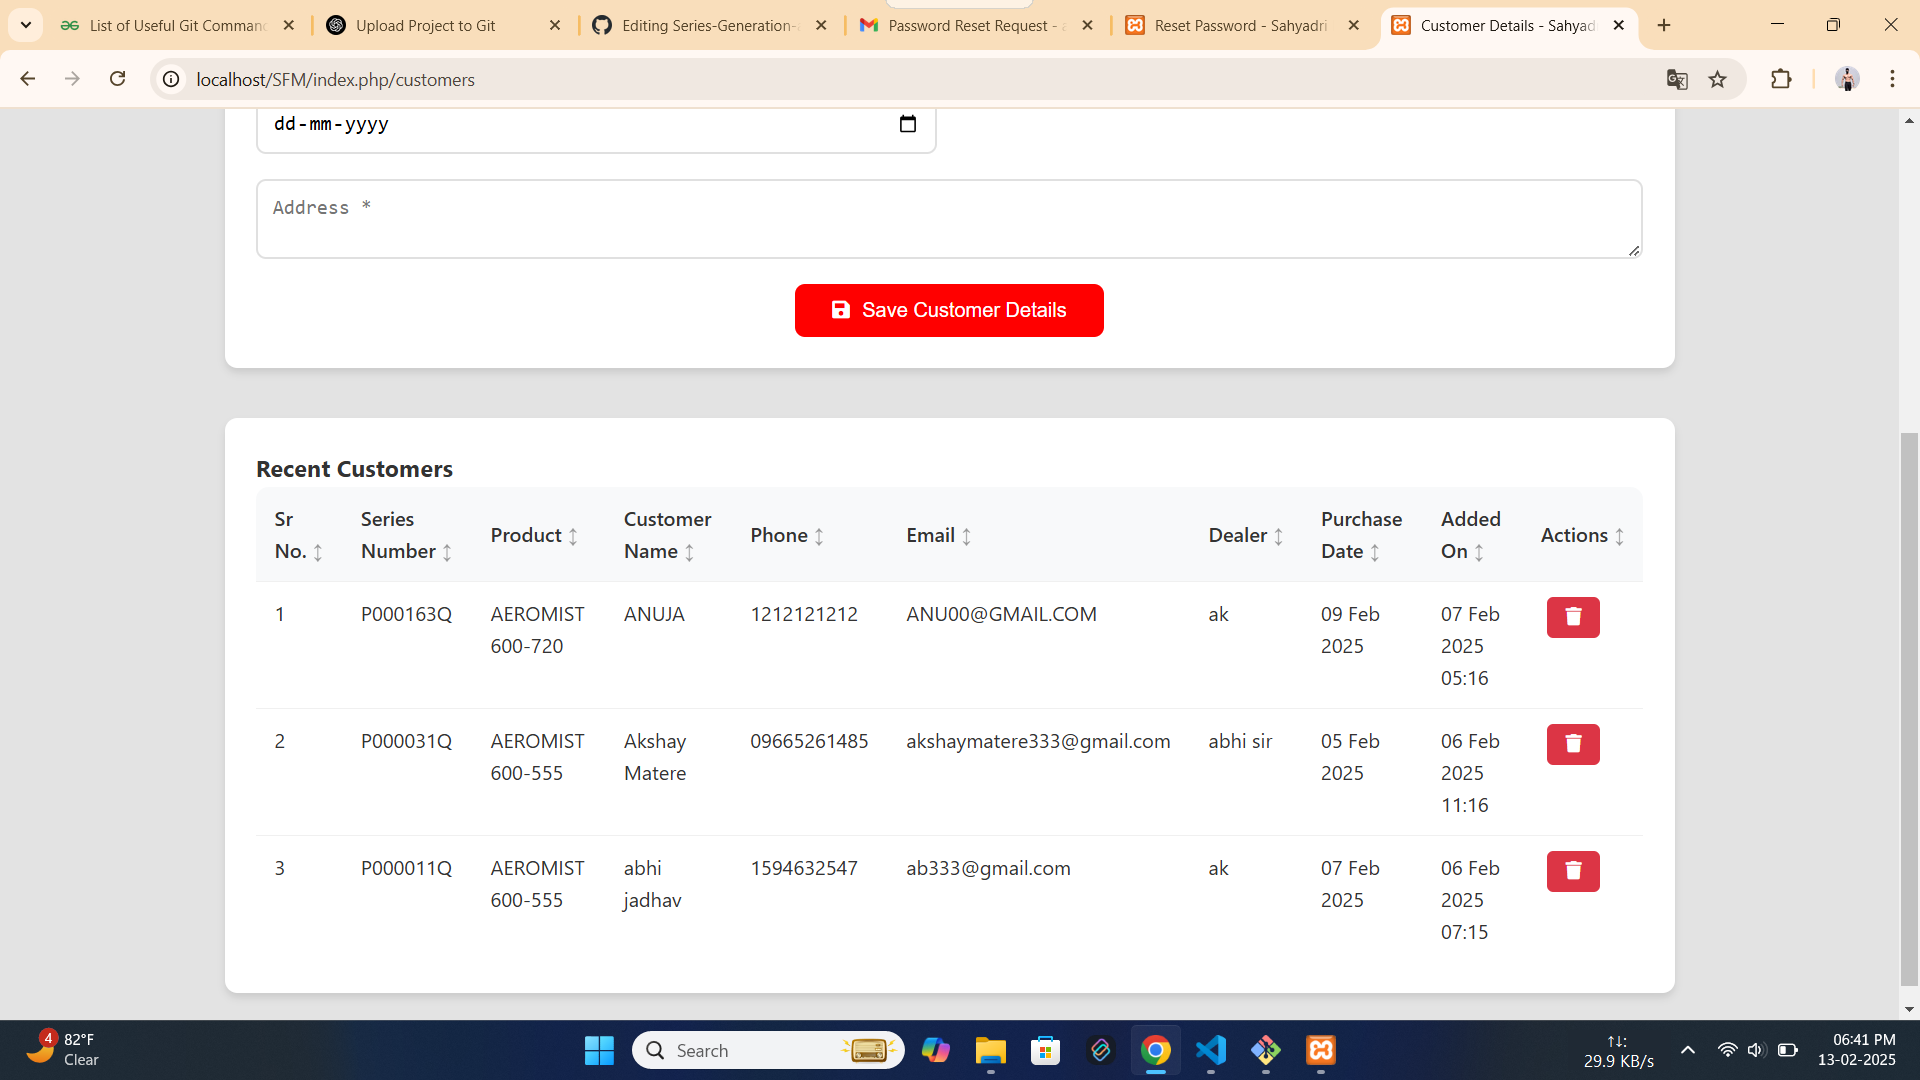 List of Useful Git Comman
Upload Project to Git
Editing Series-Generation-
Password Reset Request -
Reset Password - Sahyadri
Customer Details - Sahyad
localhost/SFM/index.php/customers
dd-mm-yyyy
Address *
Save Customer Details
Recent Customers
Sr No.
Series Number
Product
Customer Name
Phone
Email
Dealer
Purchase Date
Added On
Actions
1
P000163Q
AEROMIST 600-720
ANUJA
1212121212
ANU00@GMAIL.COM
ak
09 Feb 2025
07 Feb 2025 05:16
2
P000031Q
AEROMIST 600-555
Akshay Matere
09665261485
akshaymatere333@gmail.com
abhi sir
05 Feb 2025
06 Feb 2025 11:16
3
P000011Q
AEROMIST 600-555
abhi jadhav
1594632547
ab333@gmail.com
ak
07 Feb 2025
06 Feb 2025 07:15
4
82°F
Clear
Search
29.9 KB/s
06:41 PM
13-02-2025